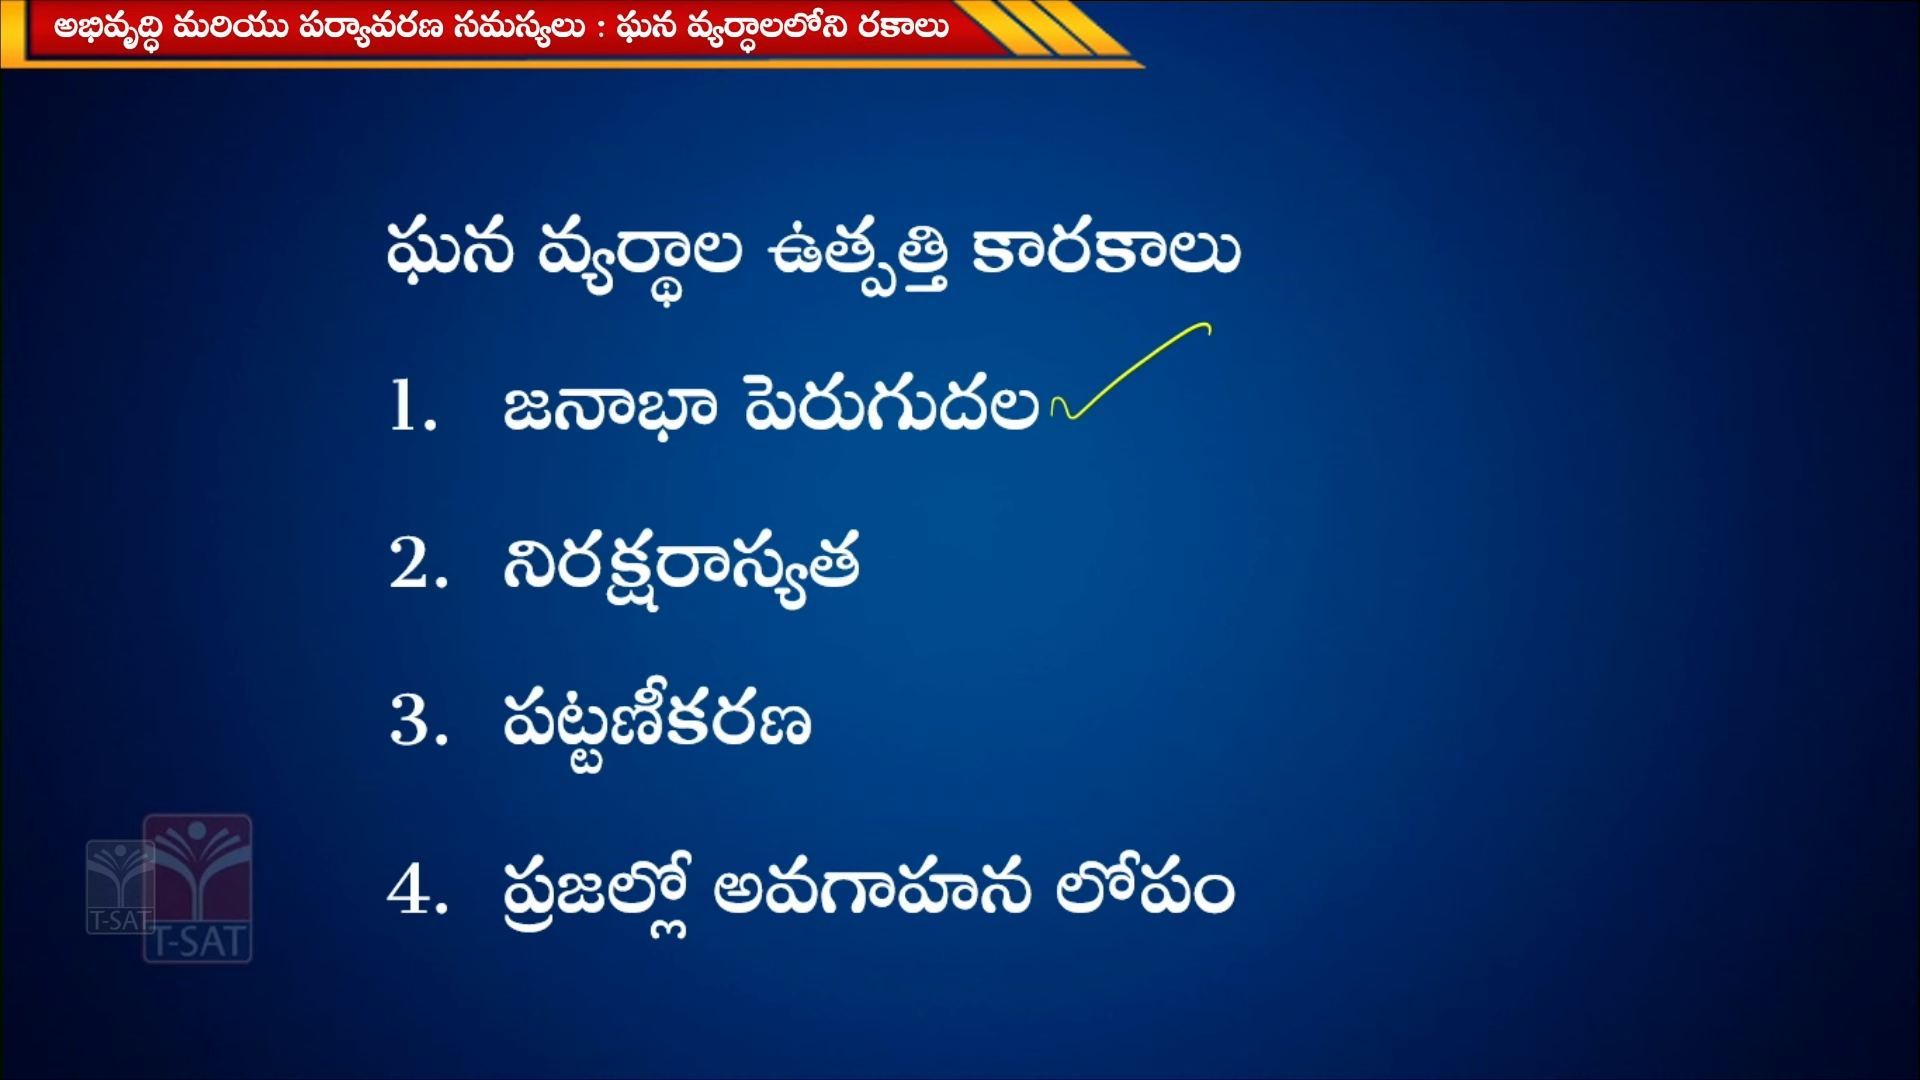 అభివృద్ధి మరియు పర్యావరణ సమస్యలు : ఘన వ్యర్ధాలలోని రకాలు
ఘన వ్యర్థాల ఉత్పత్తి కారకాలు
1. జనాభా పెరుగుదల
2. నిరక్షరాస్యత
3. పట్టణీకరణ
4. ప్రజల్లో అవగాహన లోపం
T-SAT
T-SAT